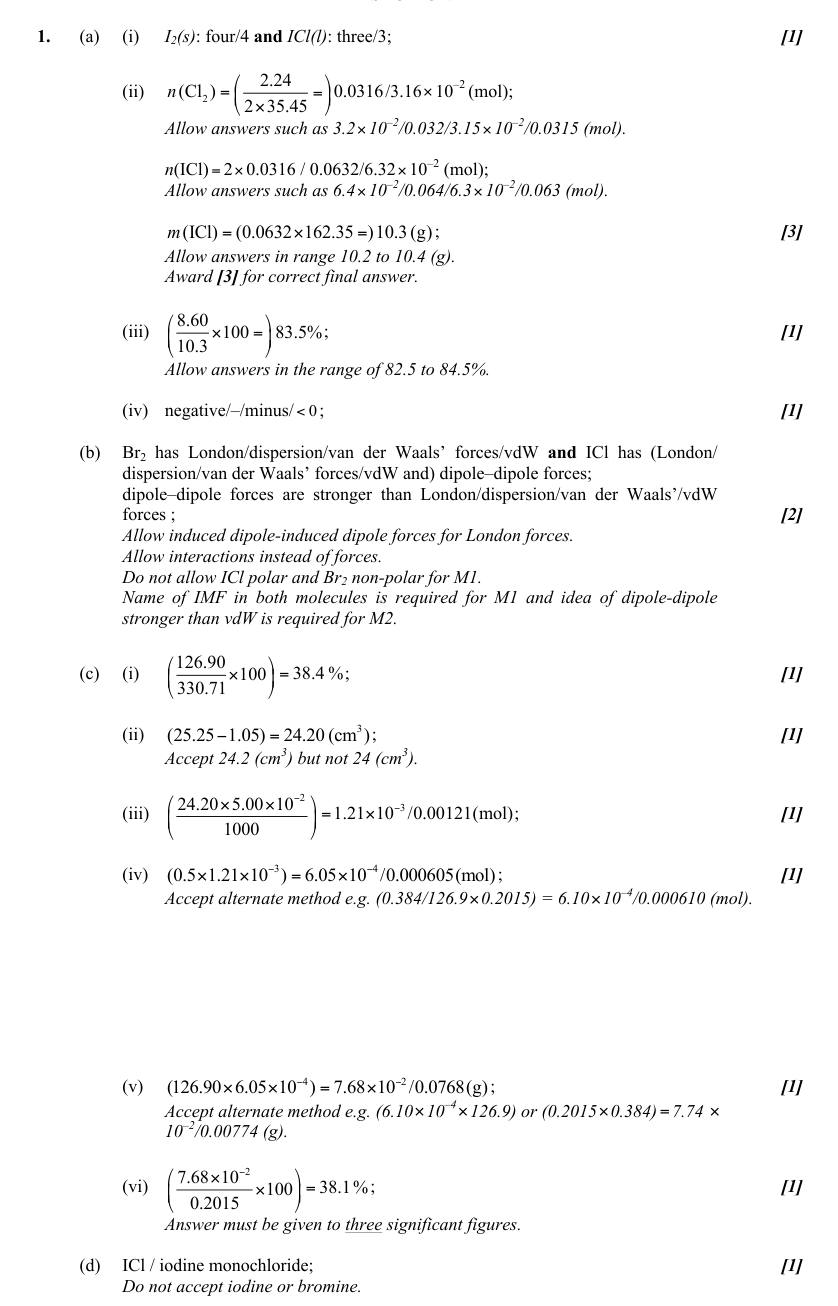 1. (a) (i) I₂(s): four/4 and ICl(l): three/3; [1]
(ii) n(Cl₂) = (2.24 / (2×35.45) =) 0.0316/3.16×10⁻² (mol);
Allow answers such as 3.2×10⁻²/0.032/3.15×10⁻²/0.0315 (mol).
n(ICl) = 2×0.0316 / 0.0632/6.32×10⁻² (mol);
Allow answers such as 6.4×10⁻²/0.064/6.3×10⁻²/0.063 (mol).
m(ICl) = (0.0632×162.35 =) 10.3 (g); [3]
Allow answers in range 10.2 to 10.4 (g).
Award [3] for correct final answer.
(iii) (8.60/10.3 ×100 =) 83.5%; [1]
Allow answers in the range of 82.5 to 84.5%.
(iv) negative/–/minus/< 0; [1]
(b) Br₂ has London/dispersion/van der Waals’ forces/vdW and ICl has (London/
dispersion/van der Waals’ forces/vdW and) dipole–dipole forces;
dipole–dipole forces are stronger than London/dispersion/van der Waals’/vdW
forces ; [2]
Allow induced dipole-induced dipole forces for London forces.
Allow interactions instead of forces.
Do not allow ICl polar and Br₂ non-polar for M1.
Name of IMF in both molecules is required for M1 and idea of dipole-dipole
stronger than vdW is required for M2.
(c) (i) (126.90/330.71 ×100) = 38.4 %; [1]
(ii) (25.25 – 1.05) = 24.20 (cm³); [1]
Accept 24.2 (cm³) but not 24 (cm³).
(iii) (24.20×5.00×10⁻² / 1000) = 1.21×10⁻³/0.00121(mol); [1]
(iv) (0.5×1.21×10⁻³) = 6.05×10⁻⁴/0.000605(mol); [1]
Accept alternate method e.g. (0.384/126.9×0.2015) = 6.10×10⁻⁴/0.000610 (mol).
(v) (126.90×6.05×10⁻⁴) = 7.68×10⁻²/0.0768(g); [1]
Accept alternate method e.g. (6.10×10⁻⁴×126.9) or (0.2015×0.384) = 7.74 ×
10⁻²/0.00774 (g).
(vi) (7.68×10⁻² / 0.2015 ×100) = 38.1%; [1]
Answer must be given to three significant figures.
(d) ICl / iodine monochloride; [1]
Do not accept iodine or bromine.